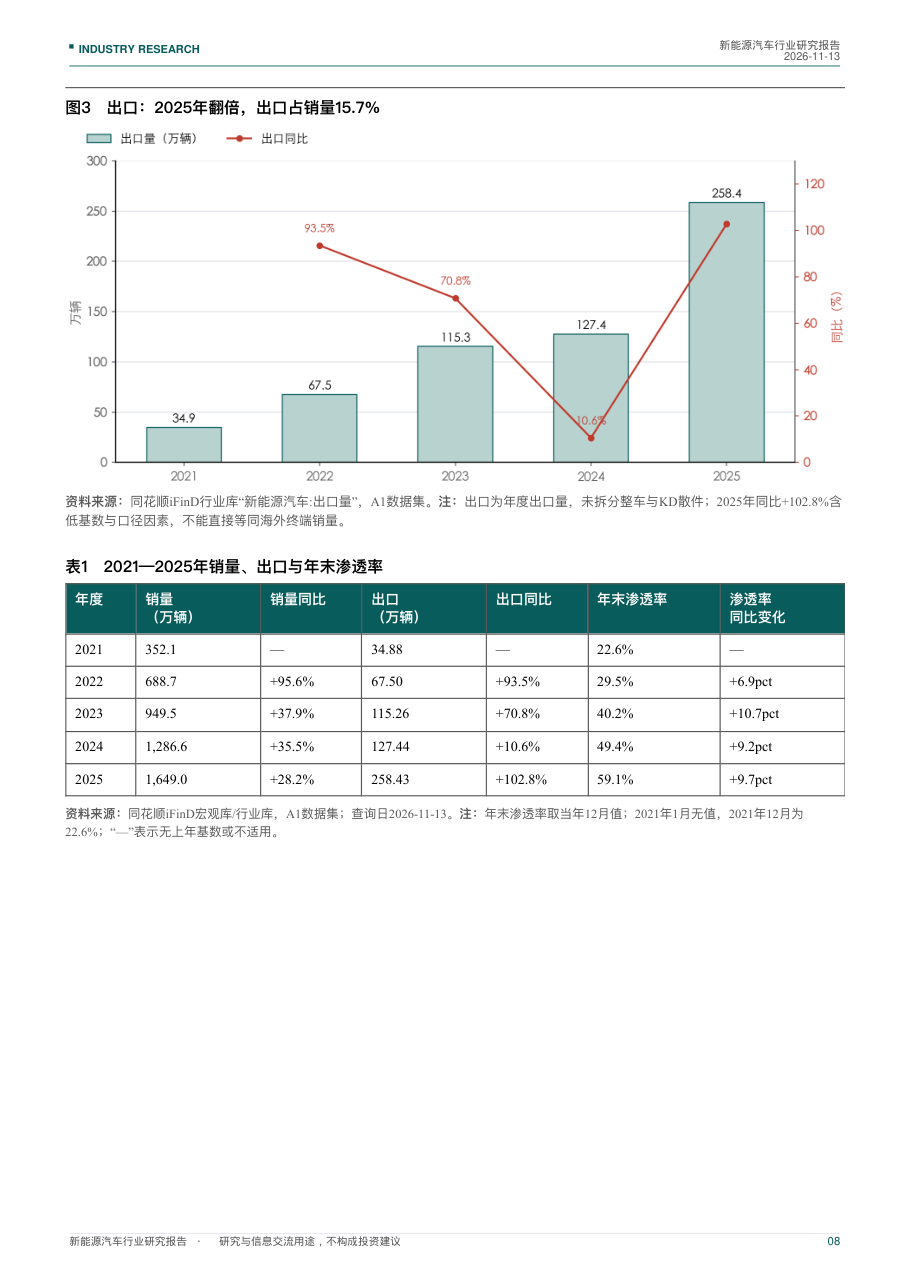 INDUSTRY RESEARCH
新能源汽车行业研究报告
2026-11-13
图3 出口：2025年翻倍，出口占销量15.7%
出口量（万辆） 出口同比
300
250
200
150
100
50
0
万辆
120
100
80
60
40
20
0
同比（%）
34.9
67.5
115.3
127.4
258.4
93.5%
70.8%
10.6%
2021 2022 2023 2024 2025
资料来源：同花顺iFinD行业库“新能源汽车:出口量”，A1数据集。注：出口为年度出口量，未拆分整车与KD散件；2025年同比+102.8%含
低基数与口径因素，不能直接等同海外终端销量。
表1 2021—2025年销量、出口与年末渗透率
年度 销量（万辆） 销量同比 出口（万辆） 出口同比 年末渗透率 渗透率同比变化
2021 352.1 — 34.88 — 22.6% —
2022 688.7 +95.6% 67.50 +93.5% 29.5% +6.9pct
2023 949.5 +37.9% 115.26 +70.8% 40.2% +10.7pct
2024 1,286.6 +35.5% 127.44 +10.6% 49.4% +9.2pct
2025 1,649.0 +28.2% 258.43 +102.8% 59.1% +9.7pct
资料来源：同花顺iFinD宏观库/行业库，A1数据集；查询日2026-11-13。注：年末渗透率取当年12月值；2021年1月无值，2021年12月为
22.6%；“—”表示无上年基数或不适用。
新能源汽车行业研究报告 · 研究与信息交流用途，不构成投资建议
08